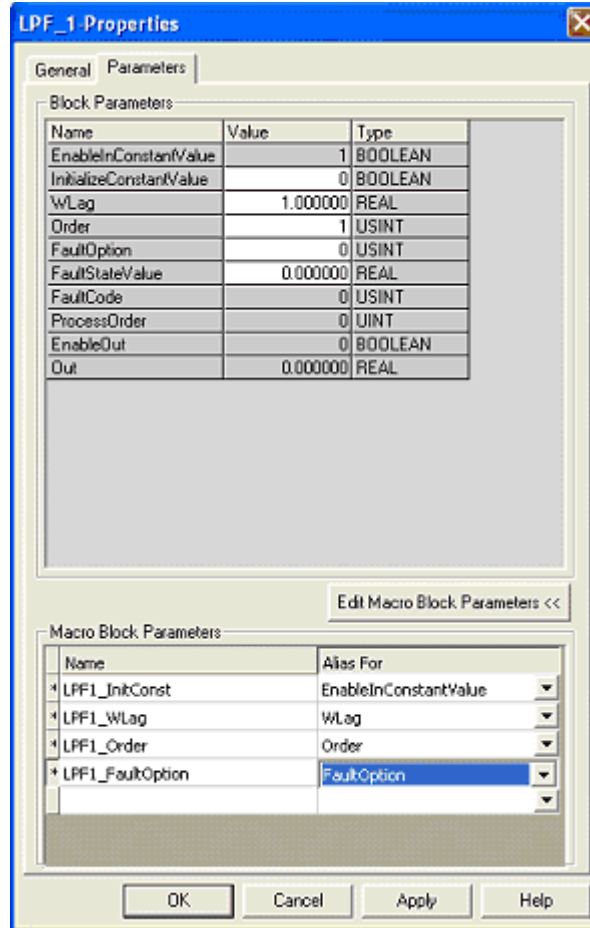 LPF_1-Properties
General Parameters
Block Parameters
Name Value Type
EnableInConstantValue 1 BOOLEAN
InitializeConstantValue 0 BOOLEAN
WLag 1.000000 REAL
Order 1 USINT
FaultOption 0 USINT
FaultStateValue 0.000000 REAL
FaultCode 0 USINT
ProcessOrder 0 UINT
EnableOut 0 BOOLEAN
Out 0.000000 REAL
Edit Macro Block Parameters <<
Macro Block Parameters
Name Alias For
* LPF1_InitConst EnableInConstantValue
* LPF1_WLag WLag
* LPF1_Order Order
* LPF1_FaultOption FaultOption
OK Cancel Apply Help